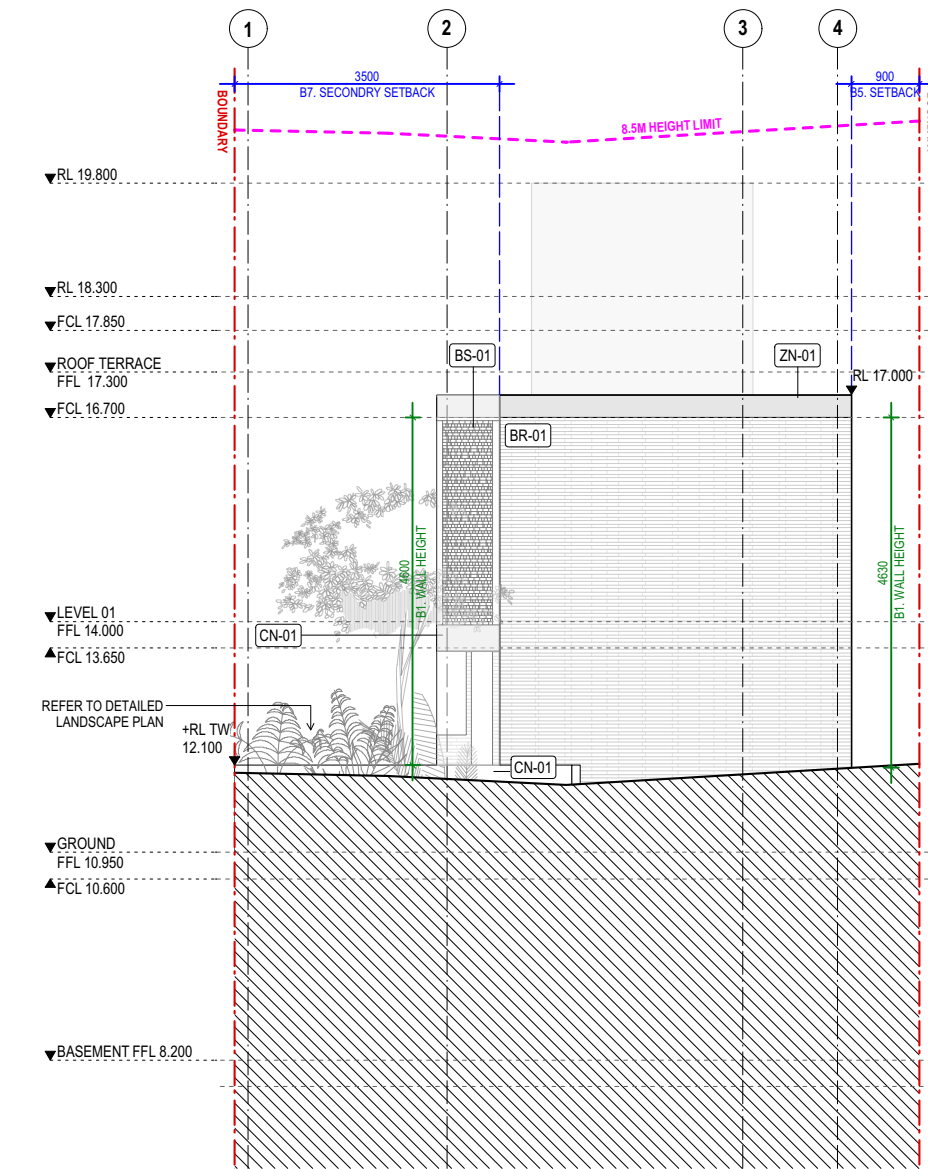 1
2
3
4
3500
B7. SECONDRY SETBACK
900
B5. SETBACK
BOUNDARY
8.5M HEIGHT LIMIT
RL 19.800
RL 18.300
FCL 17.850
ROOF TERRACE
FFL 17.300
FCL 16.700
BS-01
ZN-01
RL 17.000
BR-01
4600
B1. WALL HEIGHT
4630
B1. WALL HEIGHT
LEVEL 01
FFL 14.000
CN-01
FCL 13.650
REFER TO DETAILED
LANDSCAPE PLAN
+RL TW
12.100
CN-01
GROUND
FFL 10.950
FCL 10.600
BASEMENT FFL 8.200